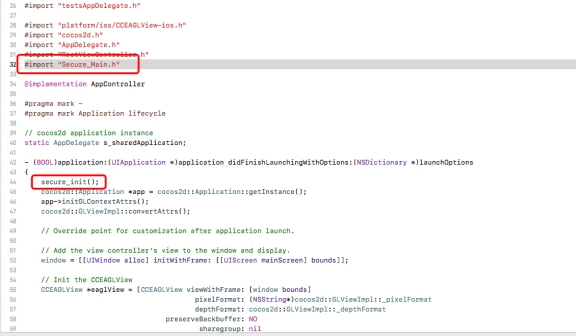 26 #import "testsAppDelegate.h"
27
28 #import "platform/ios/CCEAGLView-ios.h"
29 #import "cocos2d.h"
30 #import "AppDelegate.h"
31 #import "RootViewController.h"
32 #import "Secure_Main.h"
33
34 @implementation AppController
35
36 #pragma mark -
37 #pragma mark Application lifecycle
38
39 // cocos2d application instance
40 static AppDelegate s_sharedApplication;
41
42 - (BOOL)application:(UIApplication *)application didFinishLaunchingWithOptions:(NSDictionary *)launchOptions
43 {
44 secure_init();
45 cocos2d::Application *app = cocos2d::Application::getInstance();
46 app->initGLContextAttrs();
47 cocos2d::GLViewImpl::convertAttrs();
48
49 // Override point for customization after application launch.
50
51 // Add the view controller's view to the window and display.
52 window = [[UIWindow alloc] initWithFrame: [[UIScreen mainScreen] bounds]];
53
54 // Init the CCEAGLView
55 CCEAGLView *eaglView = [CCEAGLView viewWithFrame: [window bounds]
56 pixelFormat: (NSString*)cocos2d::GLViewImpl::_pixelFormat
57 depthFormat: cocos2d::GLViewImpl::_depthFormat
58 preserveBackbuffer: NO
59 sharegroup: nil